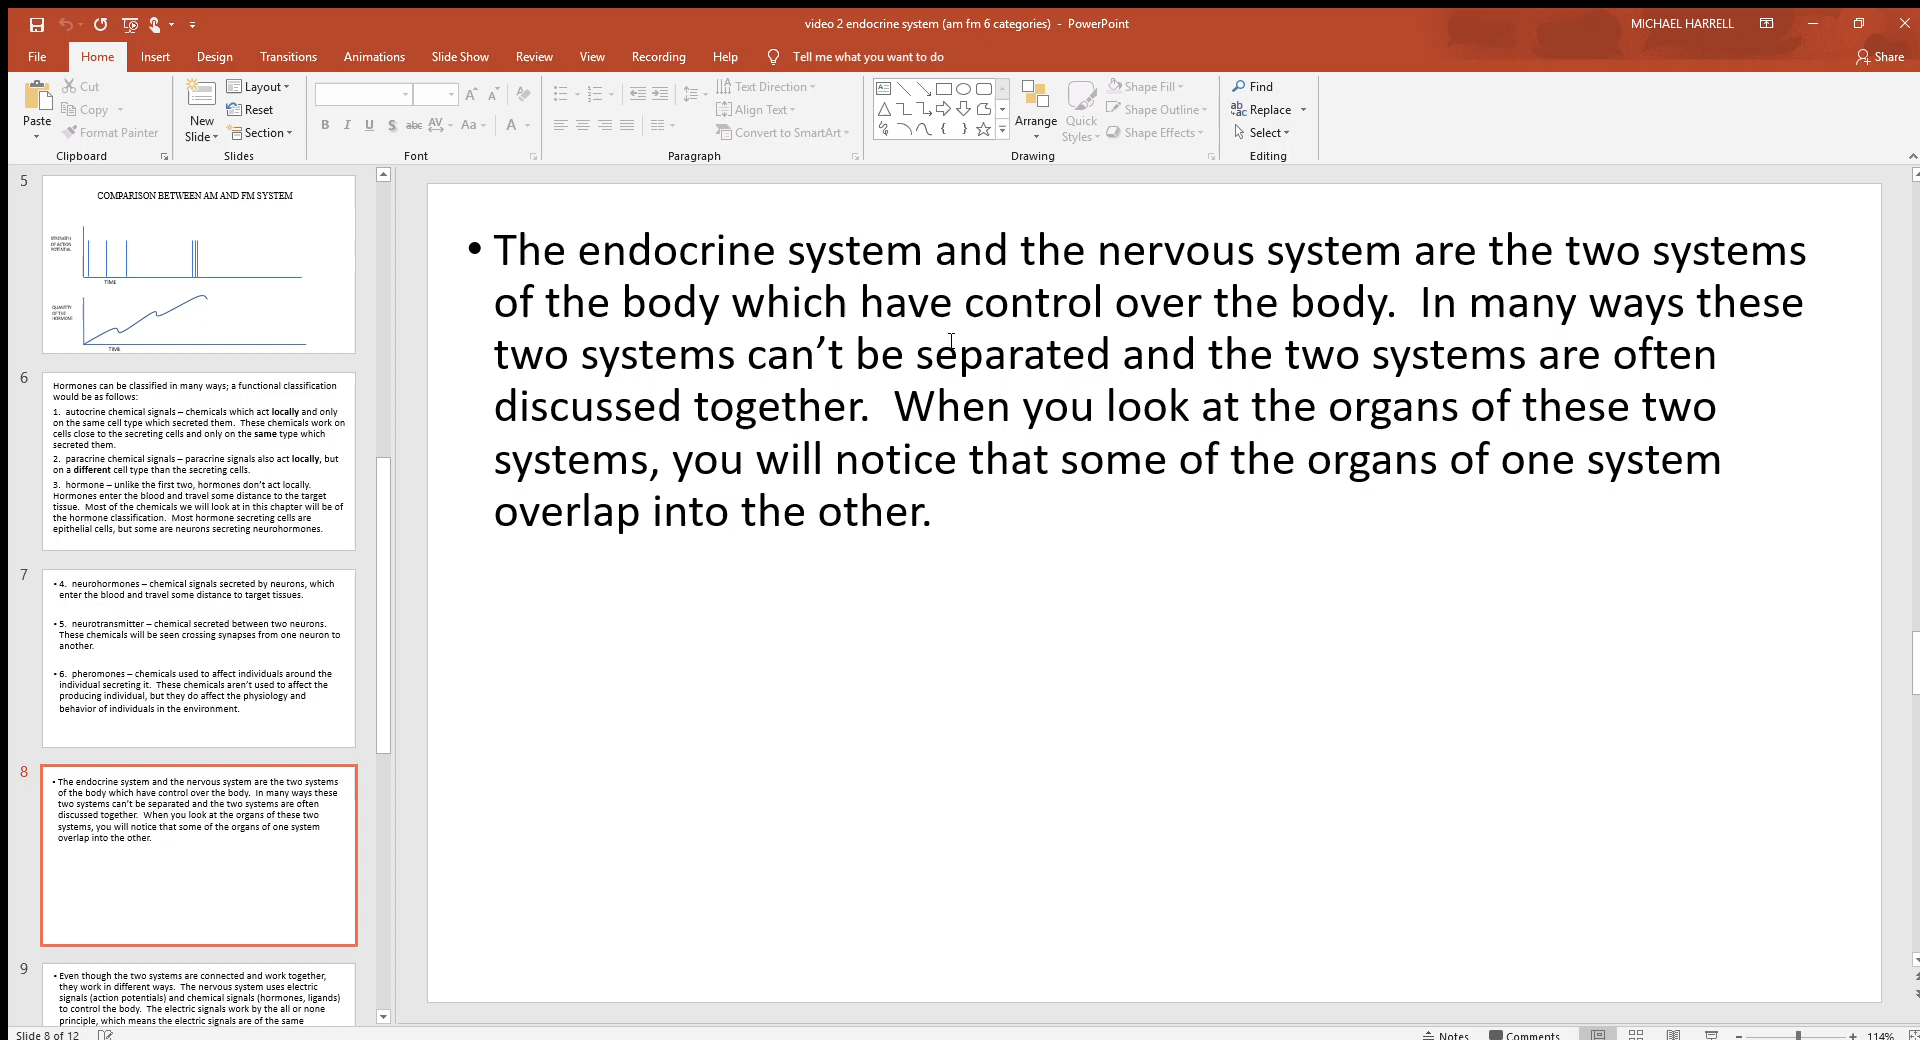 video 2 endocrine system (am fm 6 categories) - PowerPoint
MICHAEL HARRELL
File Home Insert Design Transitions Animations Slide Show Review View Recording Help Tell me what you want to do
Share
Paste
Cut
Copy
Format Painter
Clipboard
New Slide
Layout
Reset
Section
Slides
B I U S abc AV Aa A
Font
Text Direction
Align Text
Convert to SmartArt
Paragraph
Arrange
Quick Styles
Shape Fill
Shape Outline
Shape Effects
Drawing
Find
Replace
Select
Editing
5
COMPARISON BETWEEN AM AND FM SYSTEM
STRENGTH
OF ACTION
POTENTIAL
TIME
QUANTITY
OF THE
HORMONE
TIME
6
Hormones can be classified in many ways; a functional classification
would be as follows:
1. autocrine chemical signals – chemicals which act locally and only
on the same cell type which secreted them. These chemicals work on
cells close to the secreting cells and only on the same type which
secreted them.
2. paracrine chemical signals – paracrine signals also act locally, but
on a different cell type than the secreting cells.
3. hormone – unlike the first two, hormones don’t act locally.
Hormones enter the blood and travel some distance to the target
tissue. Most of the chemicals we will look at in this chapter will be of
the hormone classification. Most hormone secreting cells are
epithelial cells, but some are neurons secreting neurohormones.
7
• 4. neurohormones – chemical signals secreted by neurons, which
enter the blood and travel some distance to target tissues.
• 5. neurotransmitter – chemical secreted between two neurons.
These chemicals will be seen crossing synapses from one neuron to
another.
• 6. pheromones – chemicals used to affect individuals around the
individual secreting it. These chemicals aren’t used to affect the
producing individual, but they do affect the physiology and
behavior of individuals in the environment.
8
• The endocrine system and the nervous system are the two systems
of the body which have control over the body. In many ways these
two systems can’t be separated and the two systems are often
discussed together. When you look at the organs of these two
systems, you will notice that some of the organs of one system
overlap into the other.
9
• Even though the two systems are connected and work together,
they work in different ways. The nervous system uses electric
signals (action potentials) and chemical signals (hormones, ligands)
to control the body. The electric signals work by the all or none
principle, which means the electric signals are of the same
• The endocrine system and the nervous system are the two systems
of the body which have control over the body. In many ways these
two systems can’t be separated and the two systems are often
discussed together. When you look at the organs of these two
systems, you will notice that some of the organs of one system
overlap into the other.
Slide 8 of 12
Notes Comments 114%